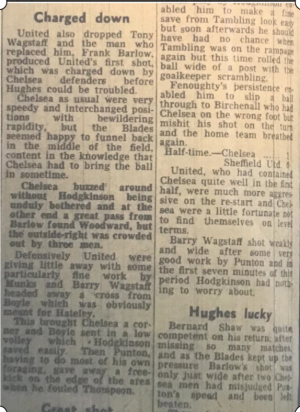 Charged down
United also dropped Tony
Wagstaff and the man who
replaced him, Frank Barlow,
produced United's first shot,
which was charged down by
Chelsea defenders before
Hughes could be troubled.
Chelsea as usual were very
speedy and interchanged posi-
tions with bewildering
rapidity, but the Blades
seemed happy to funnel back
in the middle of the field,
content in the knowledge that
Chelsea had to bring the ball
in sometime.
Chelsea buzzed around
without Hodgkinson being
unduly bothered and at the
other end a great pass from
Barlow found Woodward, but
the outside-right was crowded
out by three men.
Defensively United were
giving little away with some
particularly fine work by
Munks and Barry Wagstaff
headed away a cross from
Boyle which was obviously
meant for Hateley.
This brought Chelsea a cor-
ner and Boyle sent in a low
volley which Hodgkinson
saved easily. Then Punton,
having to do most of his own
foraging, gave away a free-
kick on the edge of the area
when he fouled Thompson.
Great shot
abled him to make a fine
save from Tambling look easy
but soon afterwards he should
have had no chance when
Tambling was on the rampage
again but this time rolled the
ball wide of a post with the
goalkeeper scrambling.
Fenoughty's persistence en-
abled him to slip a ball
through to Birchenall who had
Chelsea on the wrong foot but
mishit his shot and the turn
and the home team breathed
again.
Half-time.—Chelsea
Sheffield Utd.
United, who had contained
Chelsea quite well in the first
half, were much more aggres-
sive on the re-start and Chel-
sea were a little fortunate not
to find themselves on level
terms.
Barry Wagstaff shot weakly
and wide after some very
good work by Punton and in
the first seven minutes of this
period Hodgkinson had noth-
ing to worry about.
Hughes lucky
Bernard Shaw was quite
competent on his return, after
missing so many matches,
and as the Blades kept up the
pressure Barlow's shot was
only just wide after two Chel-
sea men had misjudged Pun-
ton's speed and been left
beaten.